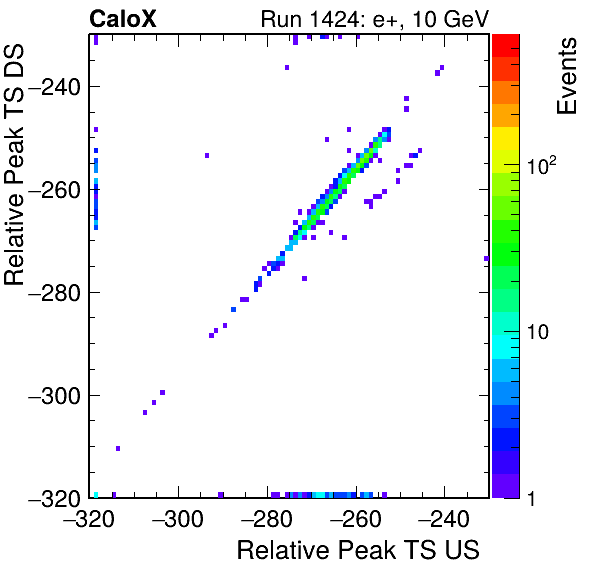 CaloX Run 1424: e+, 10 GeV
Relative Peak TS DS
Events
−240
−260
−280
−300
−320
10²
10
1
−320 −300 −280 −260 −240
Relative Peak TS US